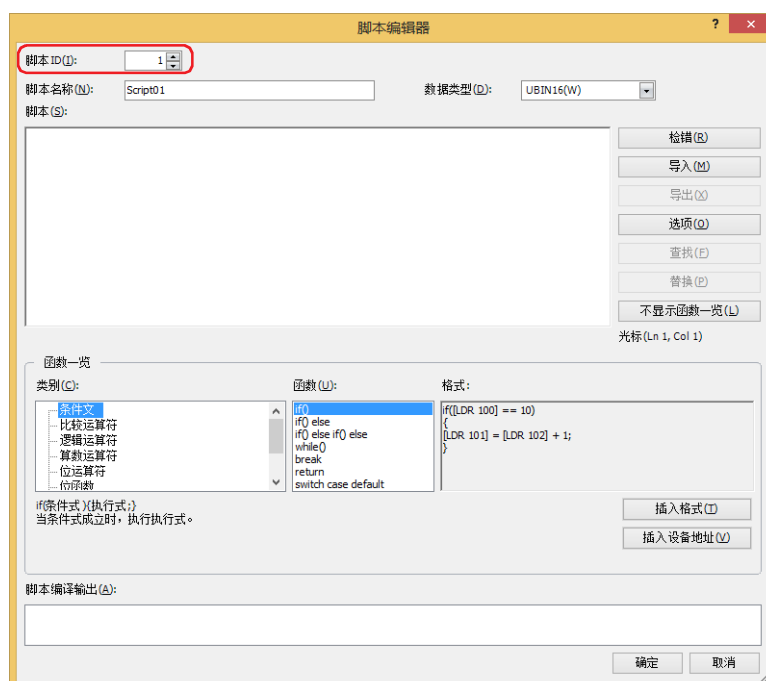 脚本编辑器
? ×
脚本 ID(I): 1
脚本名称(N): Script01 数据类型(D): UBIN16(W)
脚本(S):
检错(R)
导入(M)
导出(X)
选项(O)
查找(F)
替换(P)
不显示函数一览(L)
光标(Ln 1, Col 1)
函数一览
类别(C): 函数(U): 格式:
条件文
比较运算符
逻辑运算符
算数运算符
位运算符
位函数
if()
if() else
if() else if() else
while()
break
return
switch case default
if([LDR 100] == 10)
{
[LDR 101] = [LDR 102] + 1;
}
if(条件式){执行式;}
当条件式成立时，执行执行式。
插入格式(T)
插入设备地址(V)
脚本编译输出(A):
确定 取消